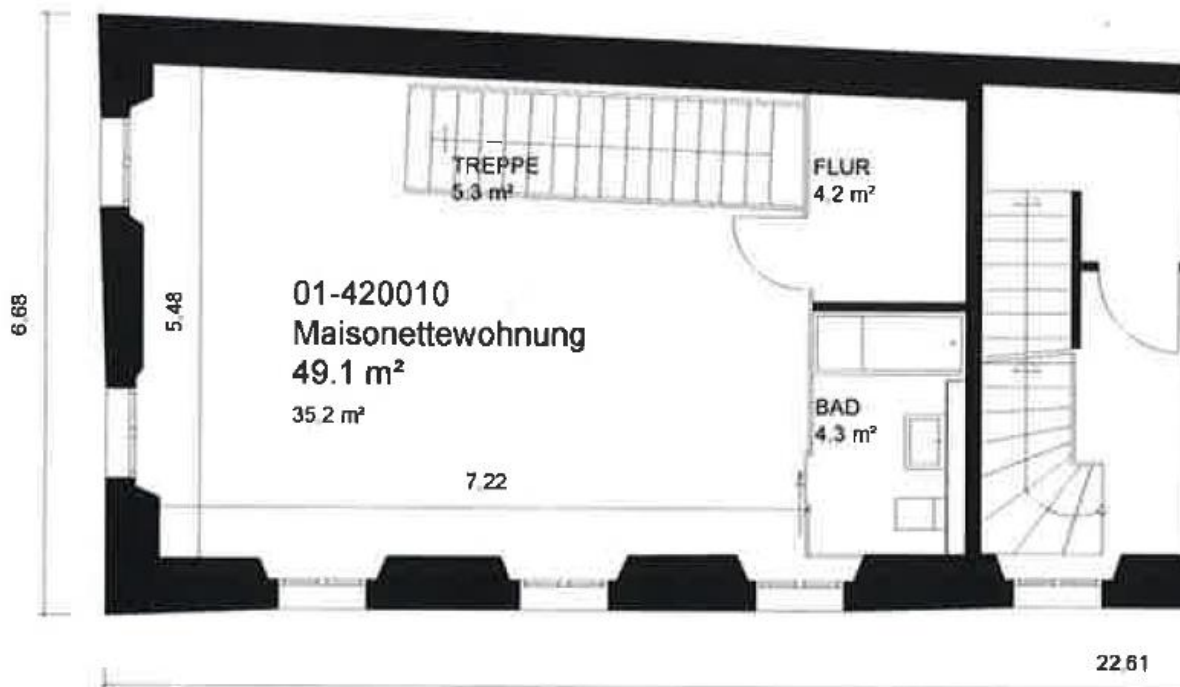 TREPPE
5.3 m²
FLUR
4.2 m²
6,68
5,48
01-420010
Maisonettewohnung
49.1 m²
35,2 m²
BAD
4.3 m²
7,22
22,61